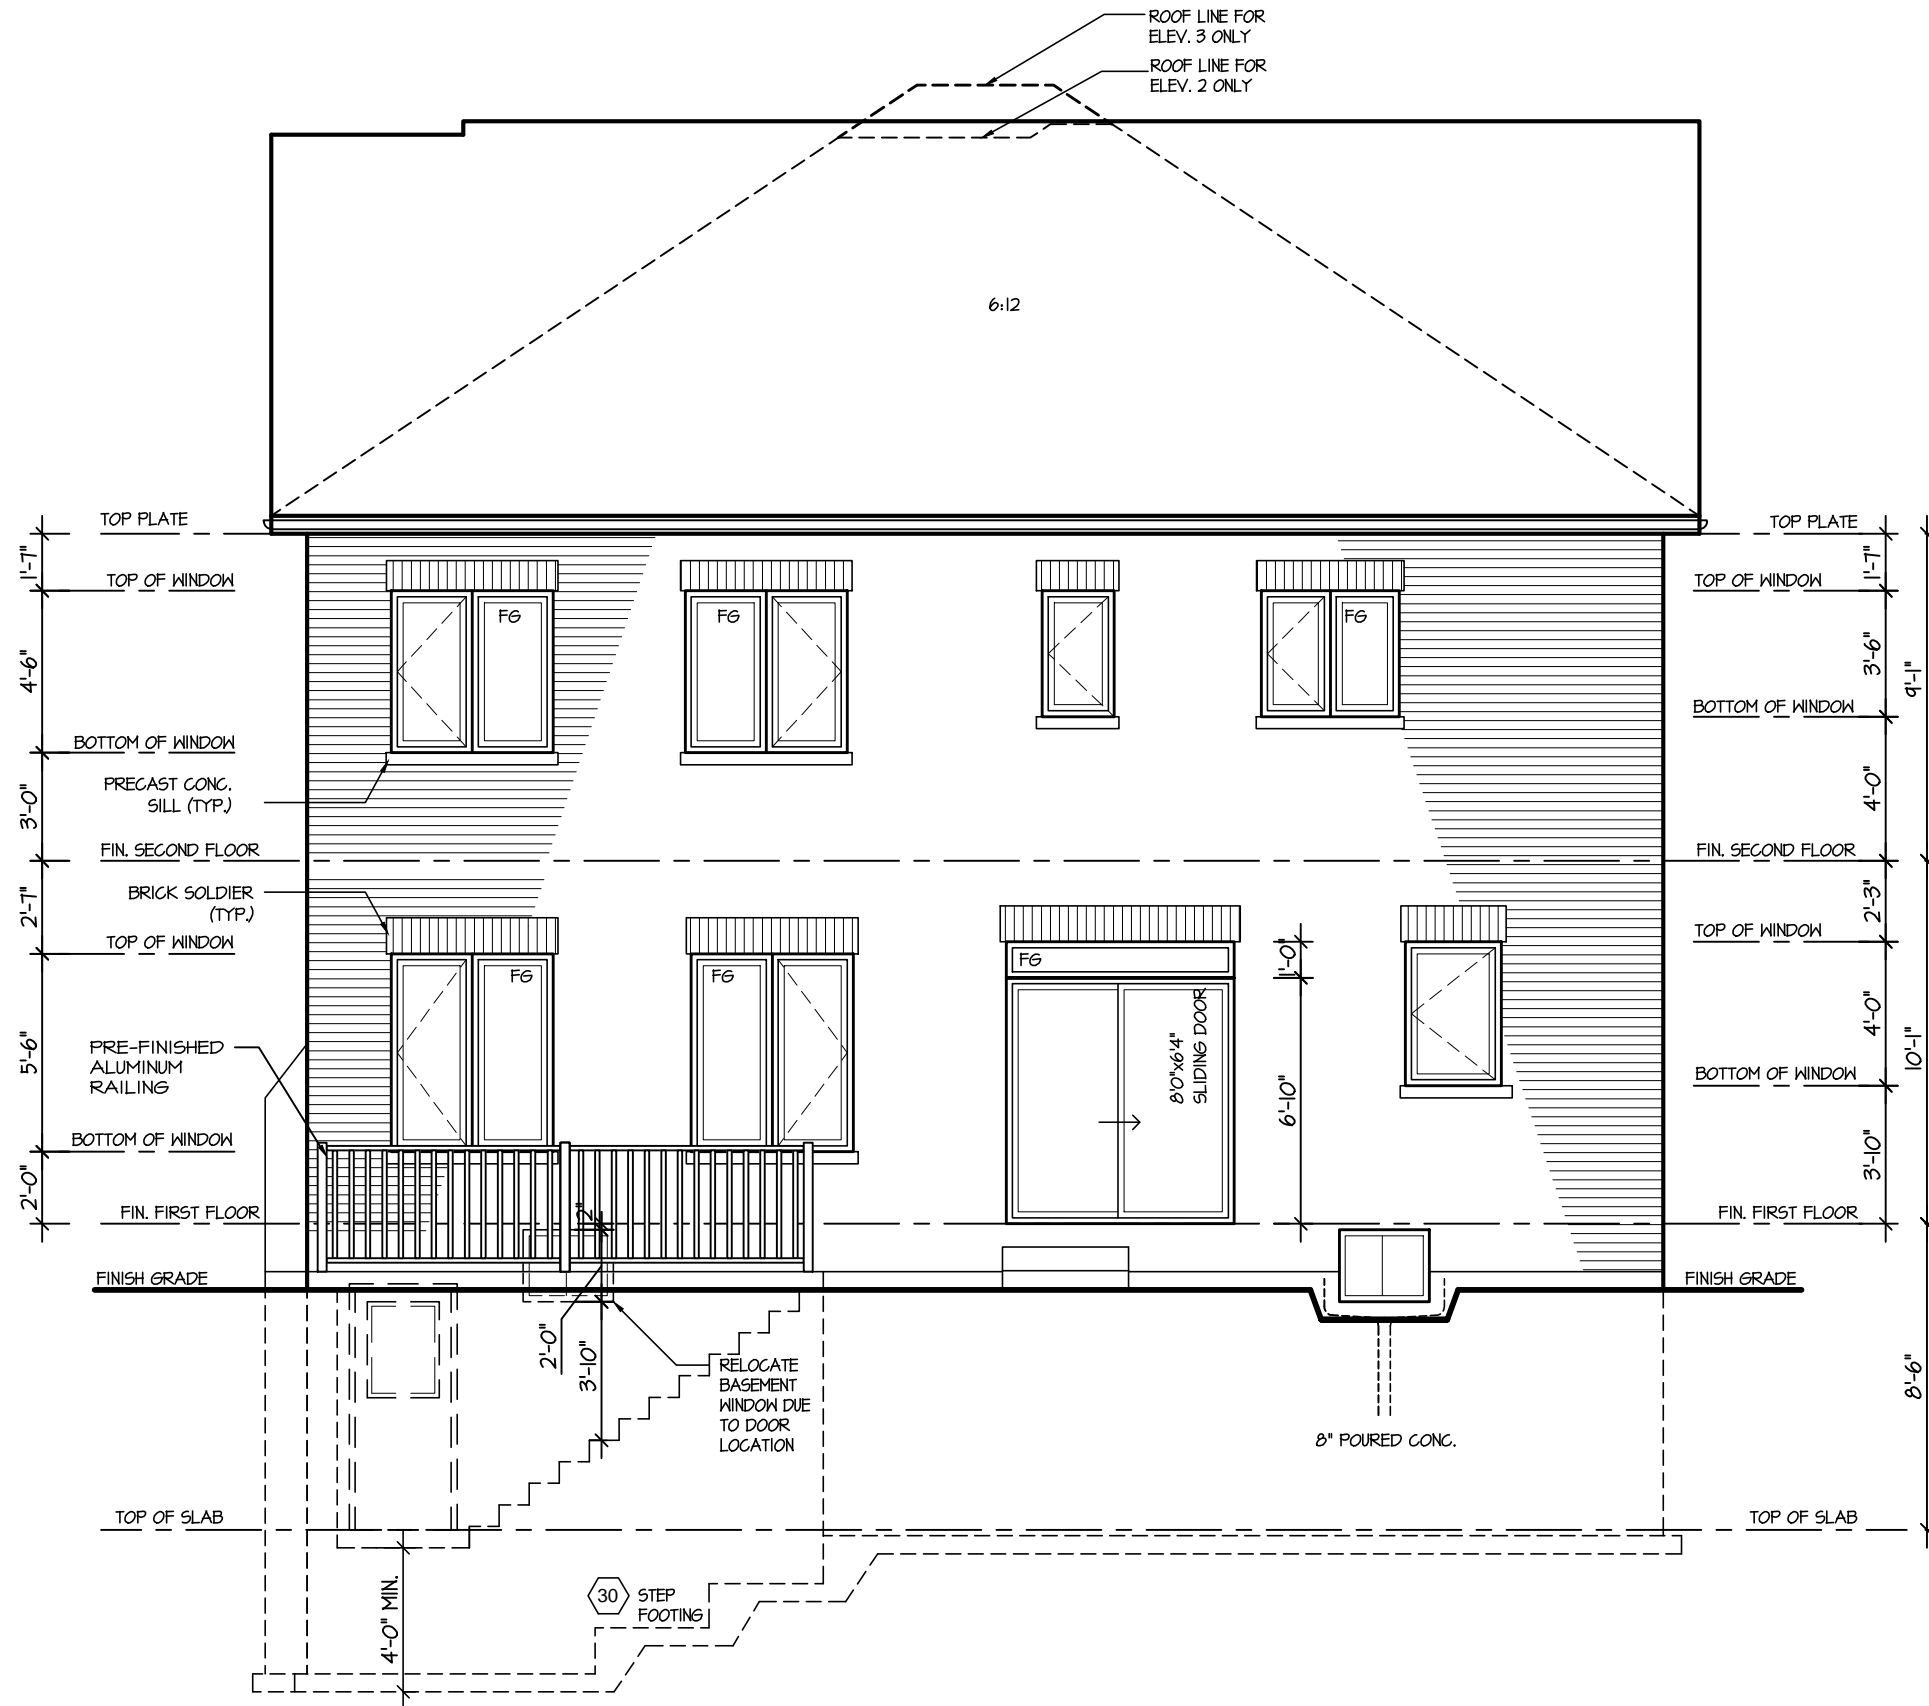 ROOF LINE FOR
ELEV. 3 ONLY
ROOF LINE FOR
ELEV. 2 ONLY
6:12
TOP PLATE
TOP PLATE
1'-7"
1'-7"
TOP OF WINDOW
TOP OF WINDOW
FG
FG
FG
4'-6"
3'-6"
9'-1"
BOTTOM OF WINDOW
BOTTOM OF WINDOW
PRECAST CONC.
SILL (TYP.)
3'-0"
4'-0"
FIN. SECOND FLOOR
FIN. SECOND FLOOR
BRICK SOLDIER
(TYP.)
2'-7"
2'-3"
TOP OF WINDOW
TOP OF WINDOW
FG
FG
FG
1'-0"
8'0"x6'4"
SLIDING DOOR
6'-10"
5'-6"
4'-0"
10'-1"
PRE-FINISHED
ALUMINUM
RAILING
BOTTOM OF WINDOW
BOTTOM OF WINDOW
2'-0"
3'-10"
FIN. FIRST FLOOR
FIN. FIRST FLOOR
2"
FINISH GRADE
FINISH GRADE
2'-0"
3'-10"
RELOCATE
BASEMENT
WINDOW DUE
TO DOOR
LOCATION
8'-6"
8" POURED CONC.
TOP OF SLAB
TOP OF SLAB
4'-0" MIN.
30
STEP
FOOTING